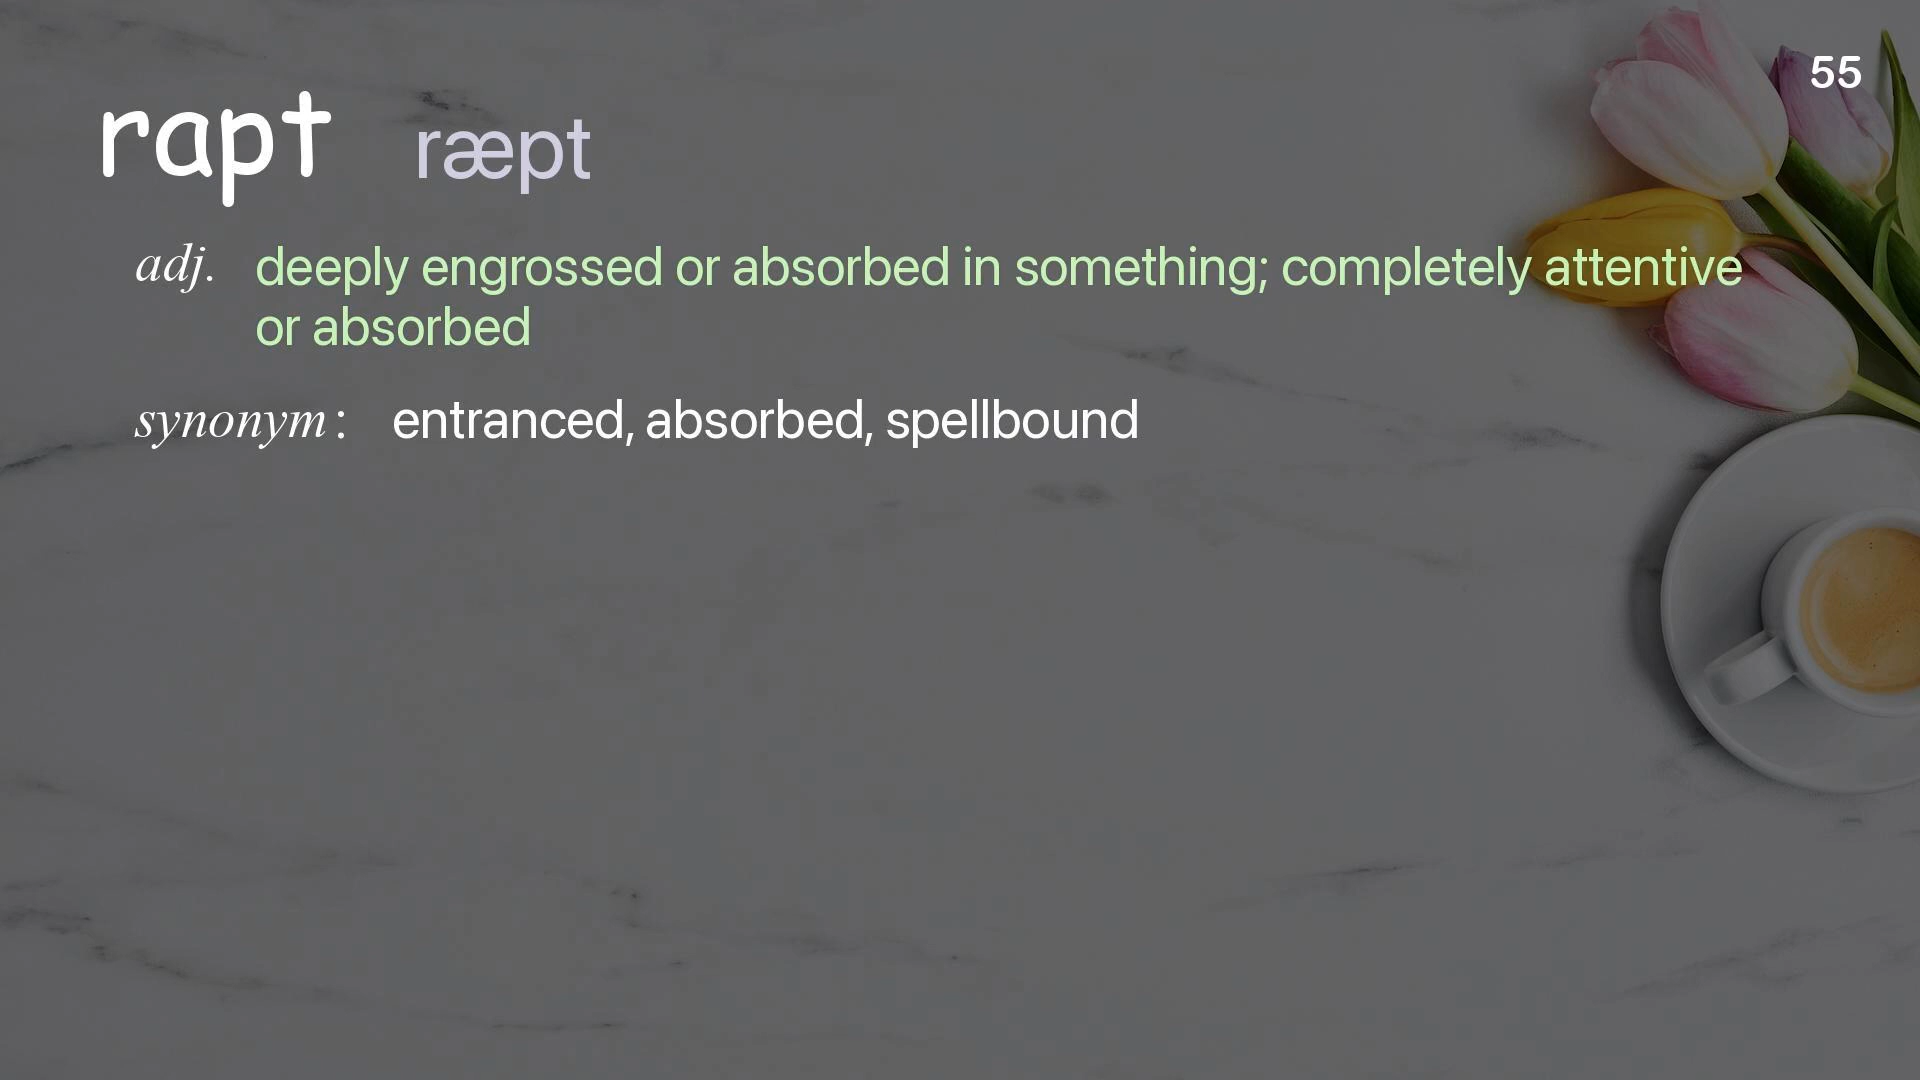 55
rapt ræpt
adj. deeply engrossed or absorbed in something; completely attentive
or absorbed
synonym: entranced, absorbed, spellbound